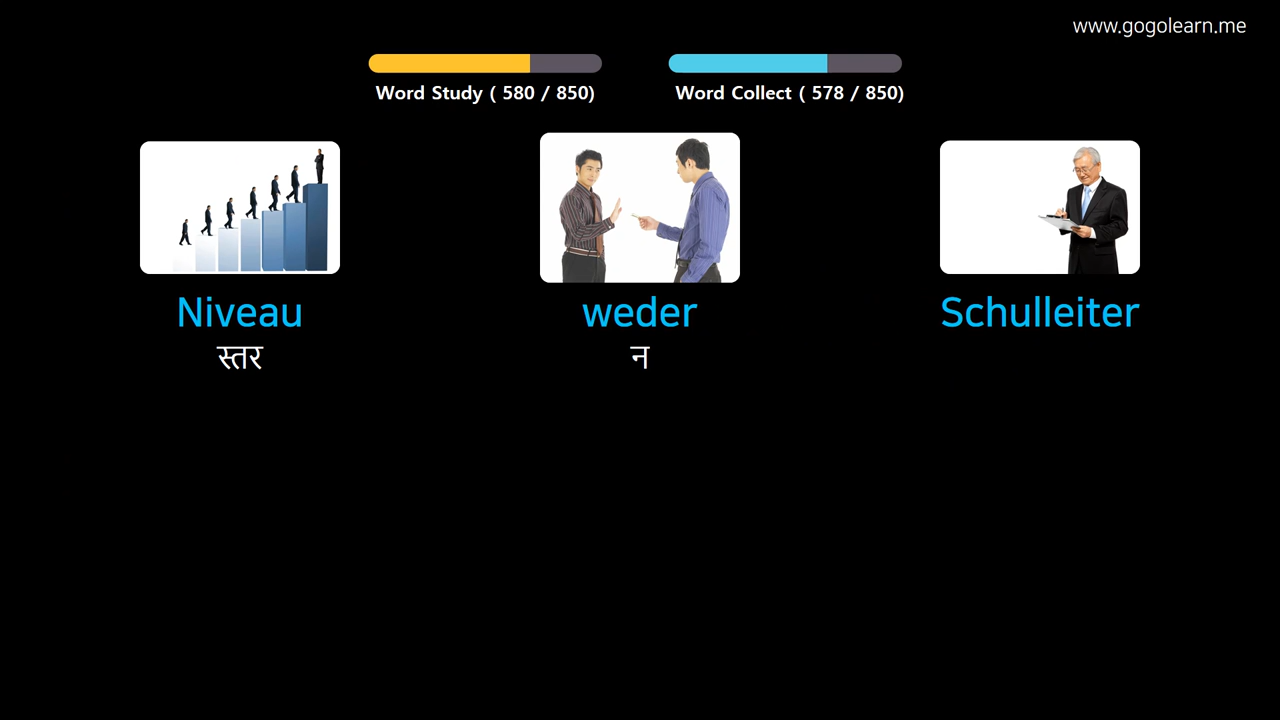 www.gogolearn.me
Word Study ( 580 / 850)
Word Collect ( 578 / 850)
Niveau
स्तर
weder
न
Schulleiter